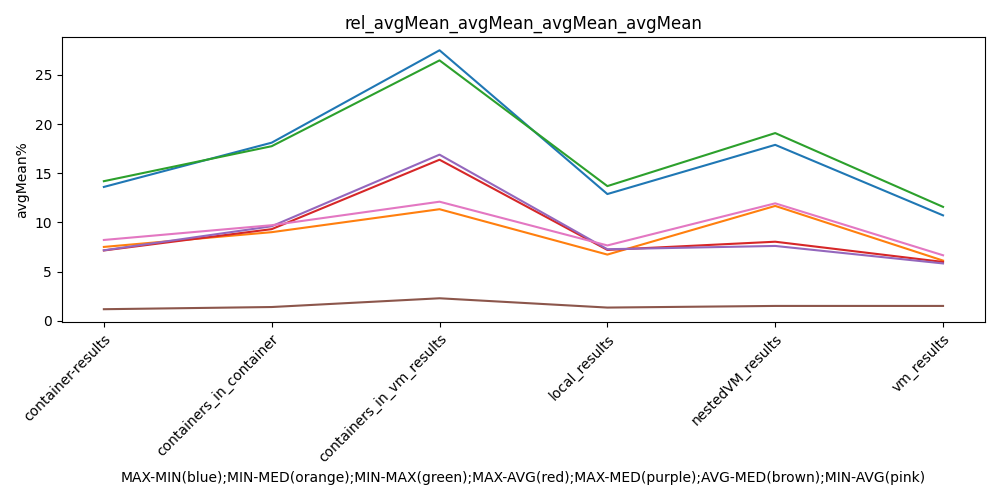 rel_avgMean_avgMean_avgMean_avgMean
avgMean%
25
20
15
10
5
0
container-results
containers_in_container
containers_in_vm_results
local_results
nestedVM_results
vm_results
MAX-MIN(blue);MIN-MED(orange);MIN-MAX(green);MAX-AVG(red);MAX-MED(purple);AVG-MED(brown);MIN-AVG(pink)